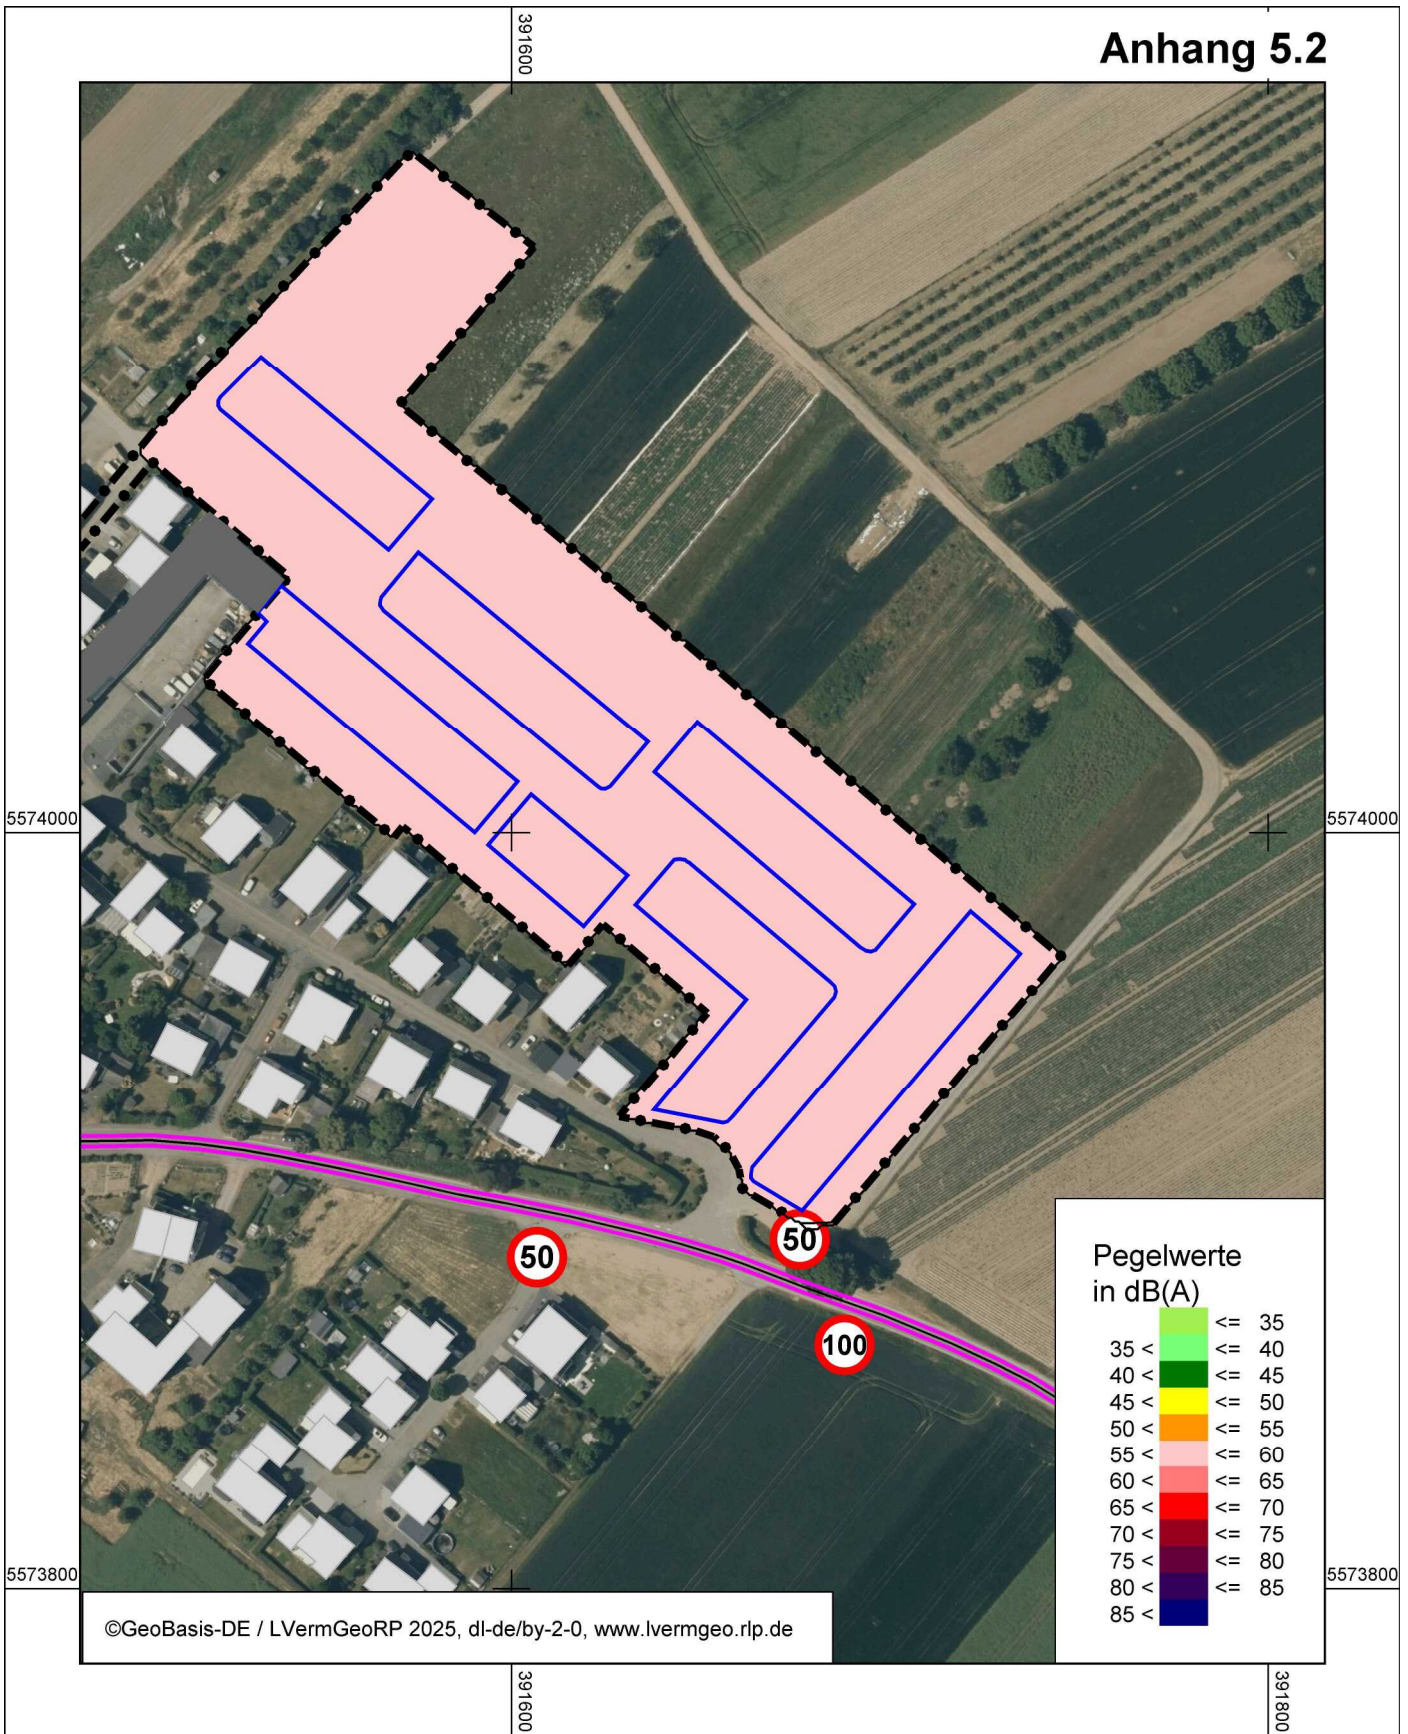 391600
Anhang 5.2
5574000
5574000
50
50
100
Pegelwerte
in dB(A)
<= 35
35 < <= 40
40 < <= 45
45 < <= 50
50 < <= 55
55 < <= 60
60 < <= 65
65 < <= 70
70 < <= 75
75 < <= 80
80 < <= 85
85 <
5573800
5573800
©GeoBasis-DE / LVermGeoRP 2025, dl-de/by-2-0, www.lvermgeo.rlp.de
391600
391800